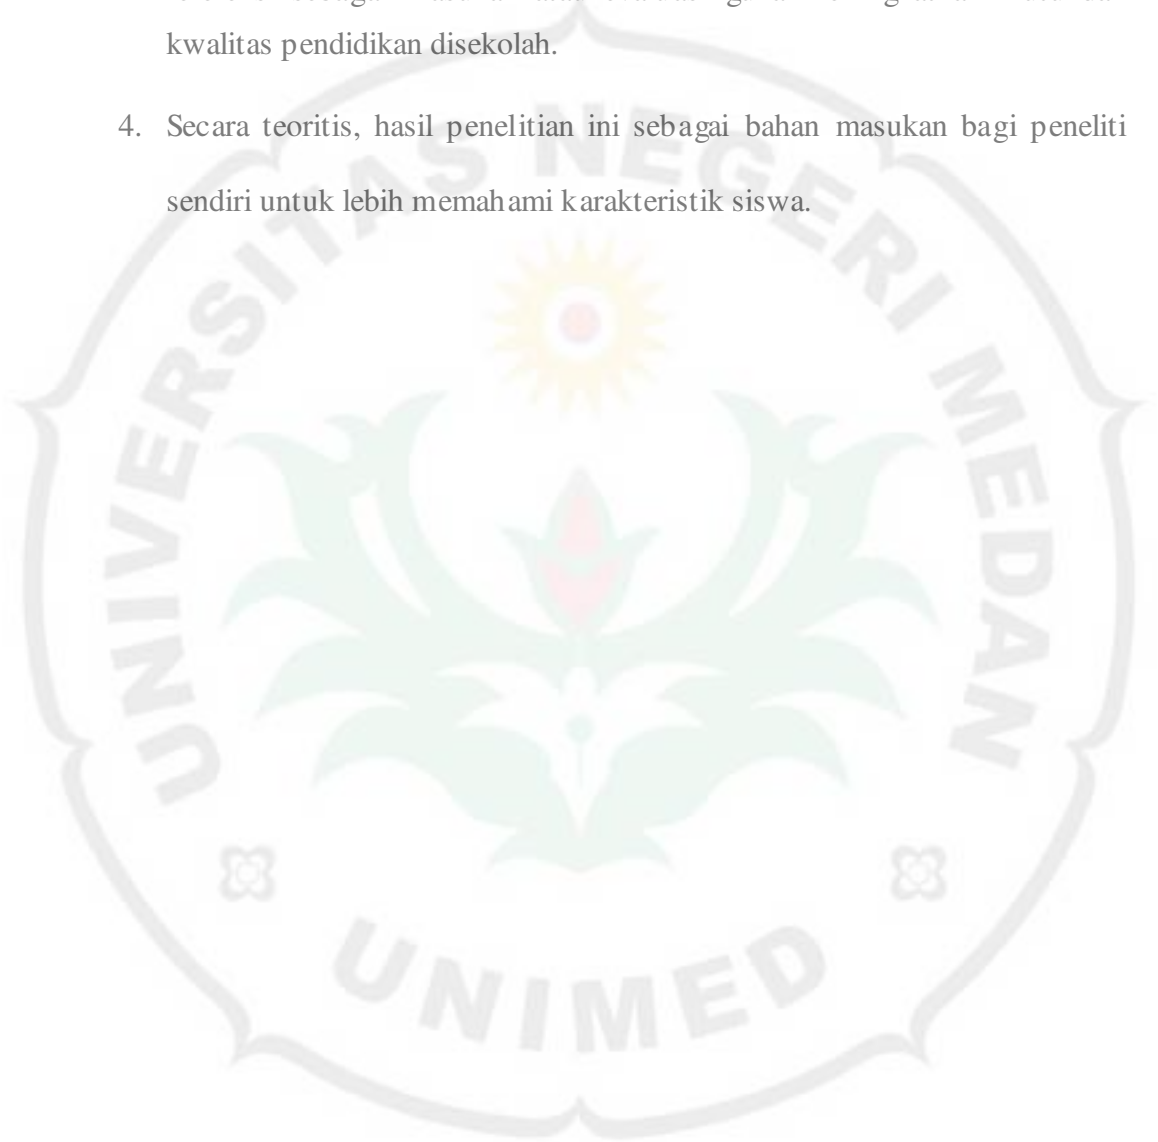 kwalitas pendidikan disekolah.
4. Secara teoritis, hasil penelitian ini sebagai bahan masukan bagi peneliti
sendiri untuk lebih memahami karakteristik siswa.
UNIVERSITAS NEGERI MEDAN
UNIMED